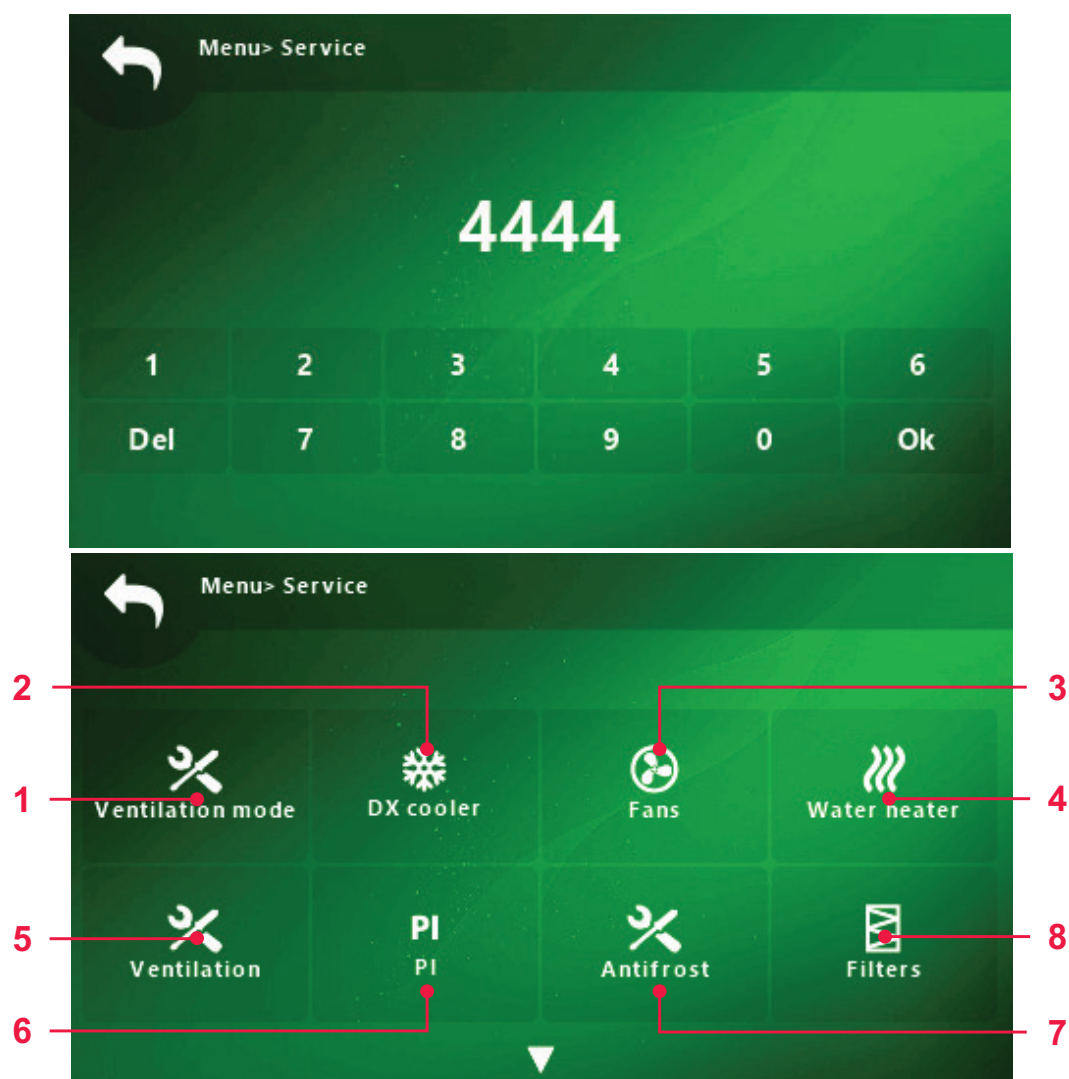 Menu> Service
4444
1 2 3 4 5 6
Del 7 8 9 0 Ok
Menu> Service
2 3
1 Ventilation mode DX cooler Fans Water heater 4
PI
5 Ventilation PI Antifrost Filters 8
6 7